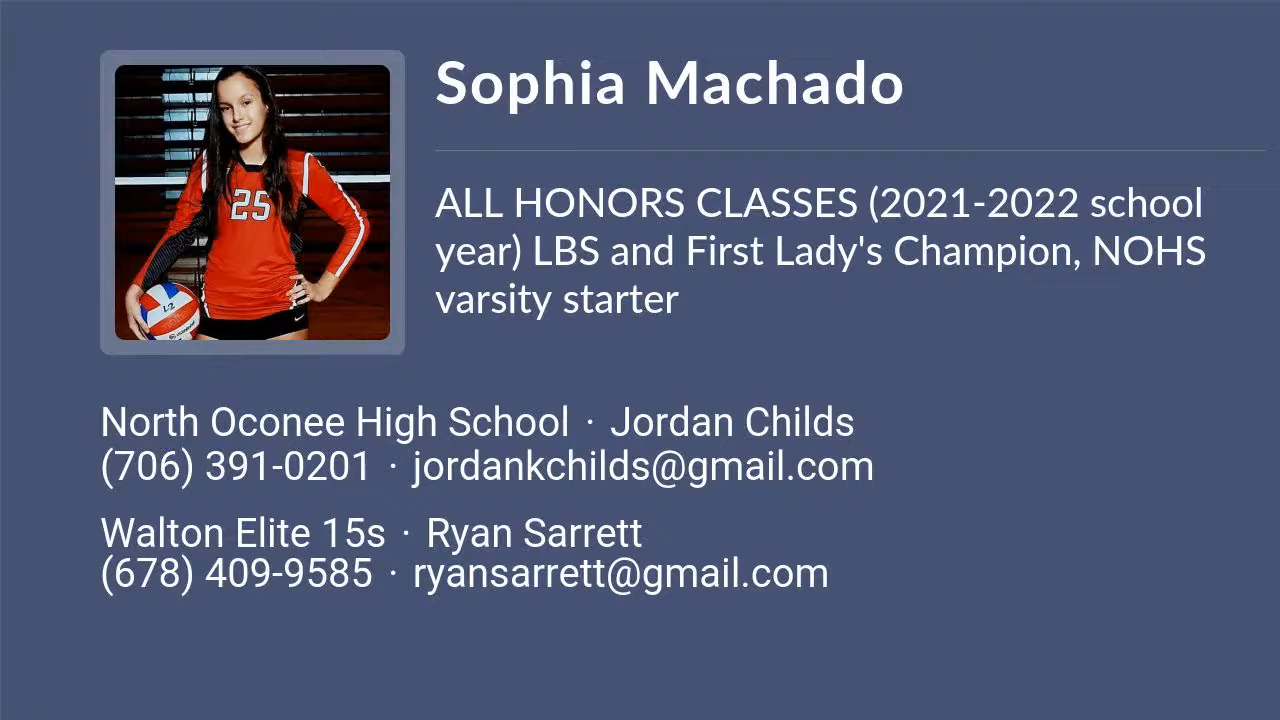 Sophia Machado
ALL HONORS CLASSES (2021-2022 school
year) LBS and First Lady's Champion, NOHS
varsity starter
25
North Oconee High School · Jordan Childs
(706) 391-0201 · jordankchilds@gmail.com
Walton Elite 15s · Ryan Sarrett
(678) 409-9585 · ryansarrett@gmail.com